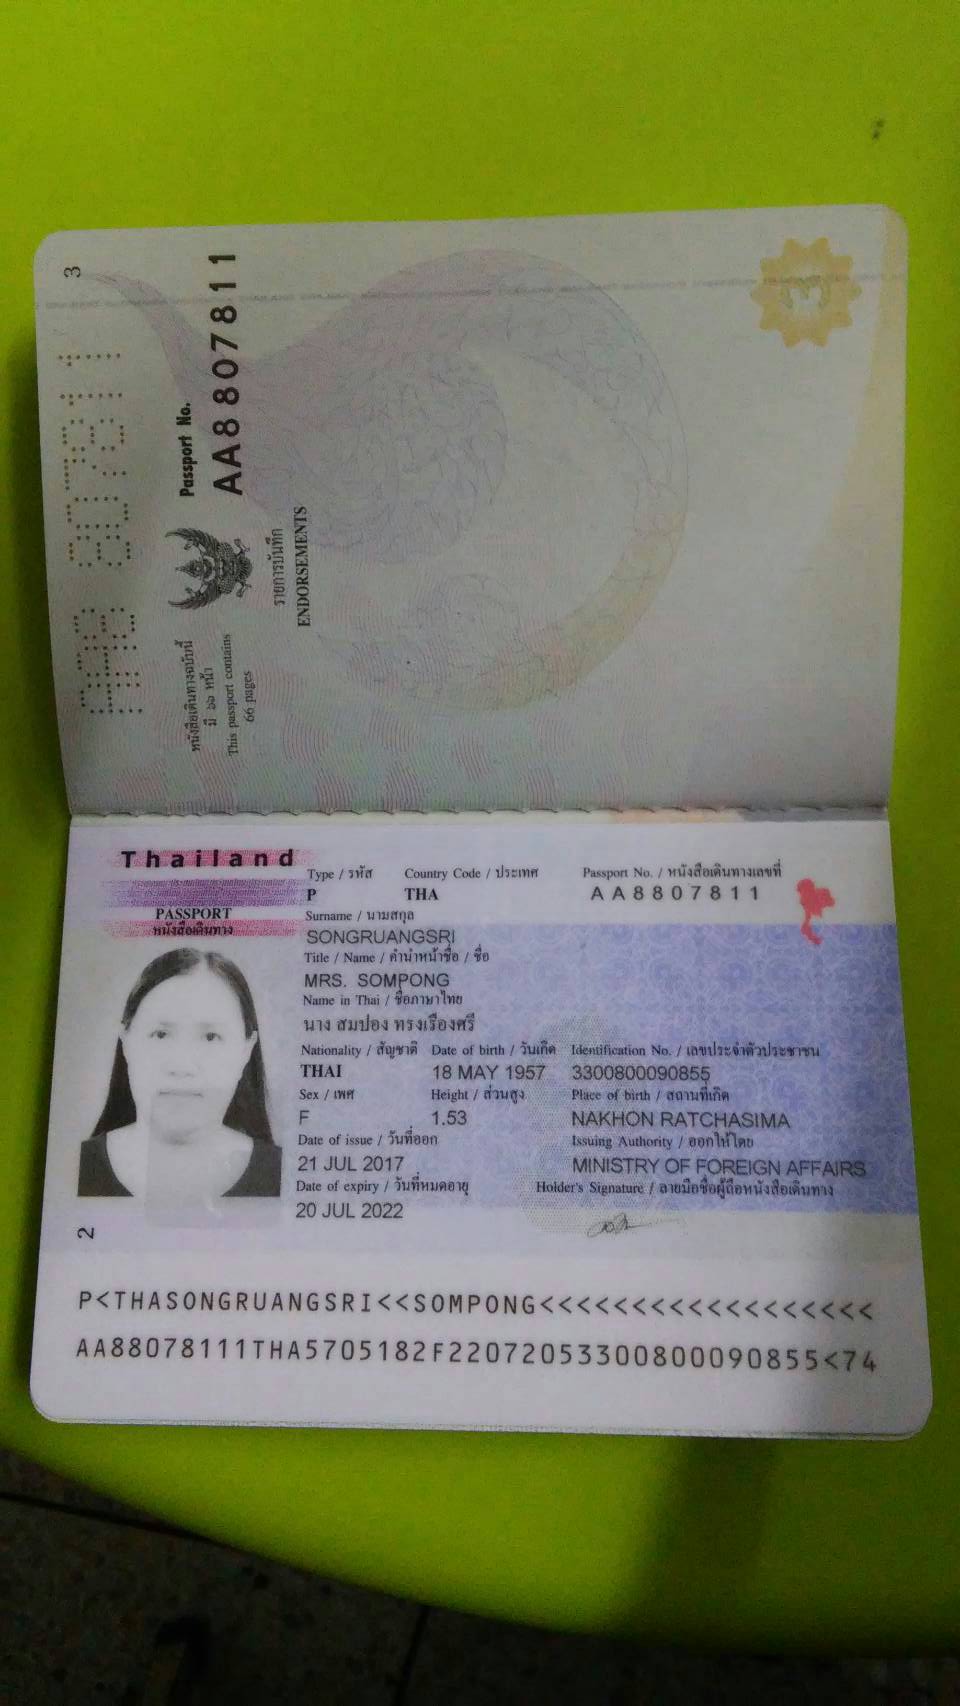 3
AA8807811
Passport No.
AA8807811
หนังสือเดินทางฉบับนี้
มี ๖๖ หน้า
This passport contains
66 pages
รายการบันทึก
ENDORSEMENTS
3
Thailand
PASSPORT
หนังสือเดินทาง
Type / รหัส Country Code / ประเทศ Passport No. / หนังสือเดินทางเลขที่
P THA AA8807811
Surname / นามสกุล
SONGRUANGSRI
Title / Name / คำนำหน้าชื่อ / ชื่อ
MRS. SOMPONG
Name in Thai / ชื่อภาษาไทย
นาง สมปอง ทรงเรืองศรี
Nationality / สัญชาติ Date of birth / วันเกิด Identification No. / เลขประจำตัวประชาชน
THAI 18 MAY 1957 3300800090855
Sex / เพศ Height / ส่วนสูง Place of birth / สถานที่เกิด
F 1.53 NAKHON RATCHASIMA
Date of issue / วันที่ออก Issuing Authority / ออกให้โดย
21 JUL 2017 MINISTRY OF FOREIGN AFFAIRS
Date of expiry / วันที่หมดอายุ Holder's Signature / ลายมือชื่อผู้ถือหนังสือเดินทาง
20 JUL 2022
2
P<THASONGRUANGSRI<<SOMPONG<<<<<<<<<<<<<<<<<<
AA88078111THA5705182F22072053300800090855<74